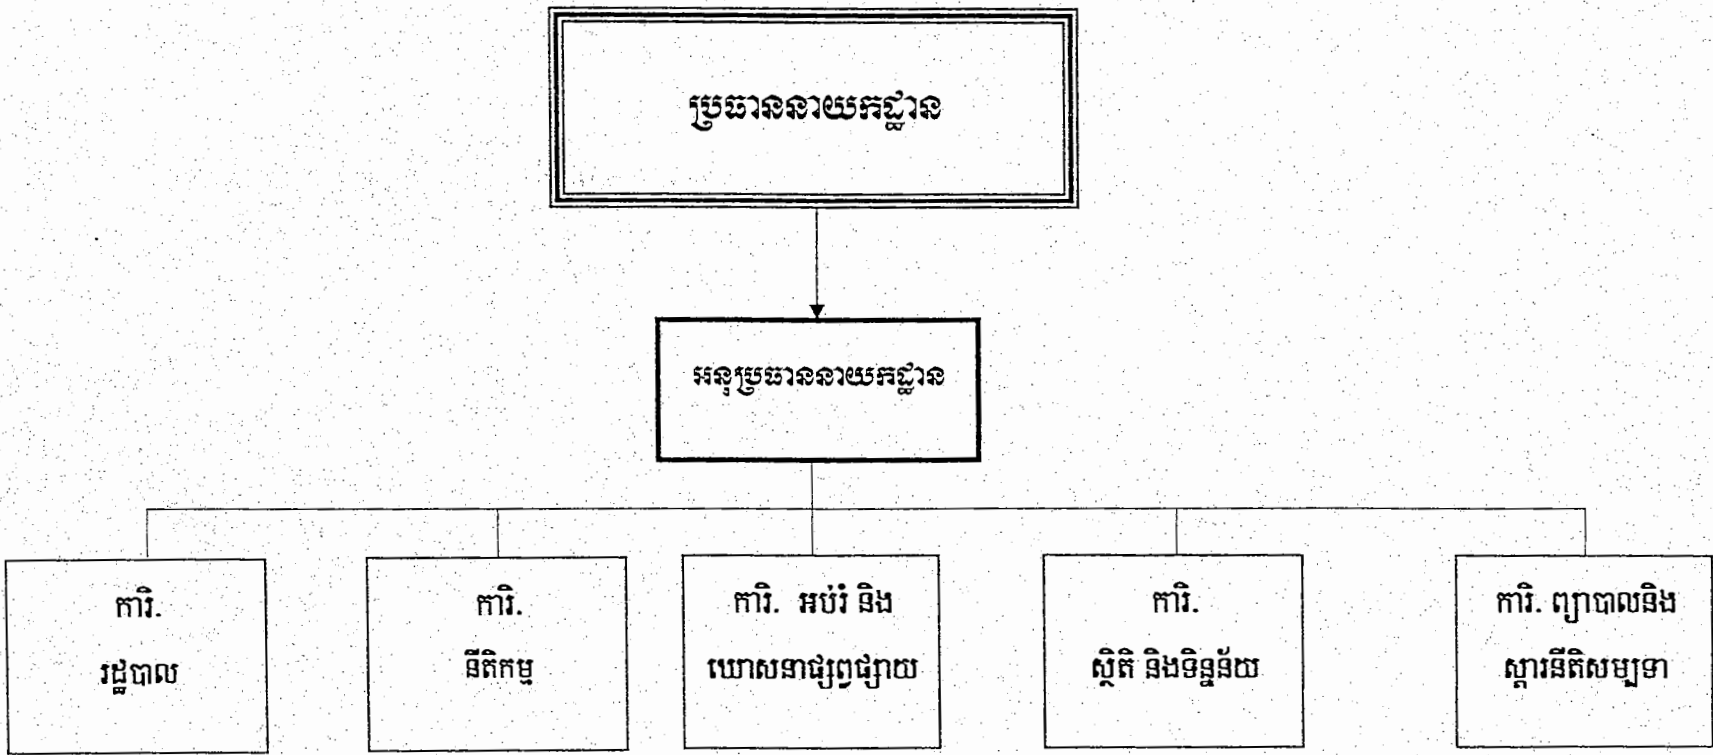 ប្រធាននាយកដ្ឋាន
អនុប្រធាននាយកដ្ឋាន
ការិ.
រដ្ឋបាល
ការិ.
នីតិកម្ម
ការិ. អប់រំ និង
ឃោសនាផ្សព្វផ្សាយ
ការិ.
ស្ថិតិ និងទិន្នន័យ
ការិ. ព្យាបាលនិង
ស្តារនីតិសម្បទា